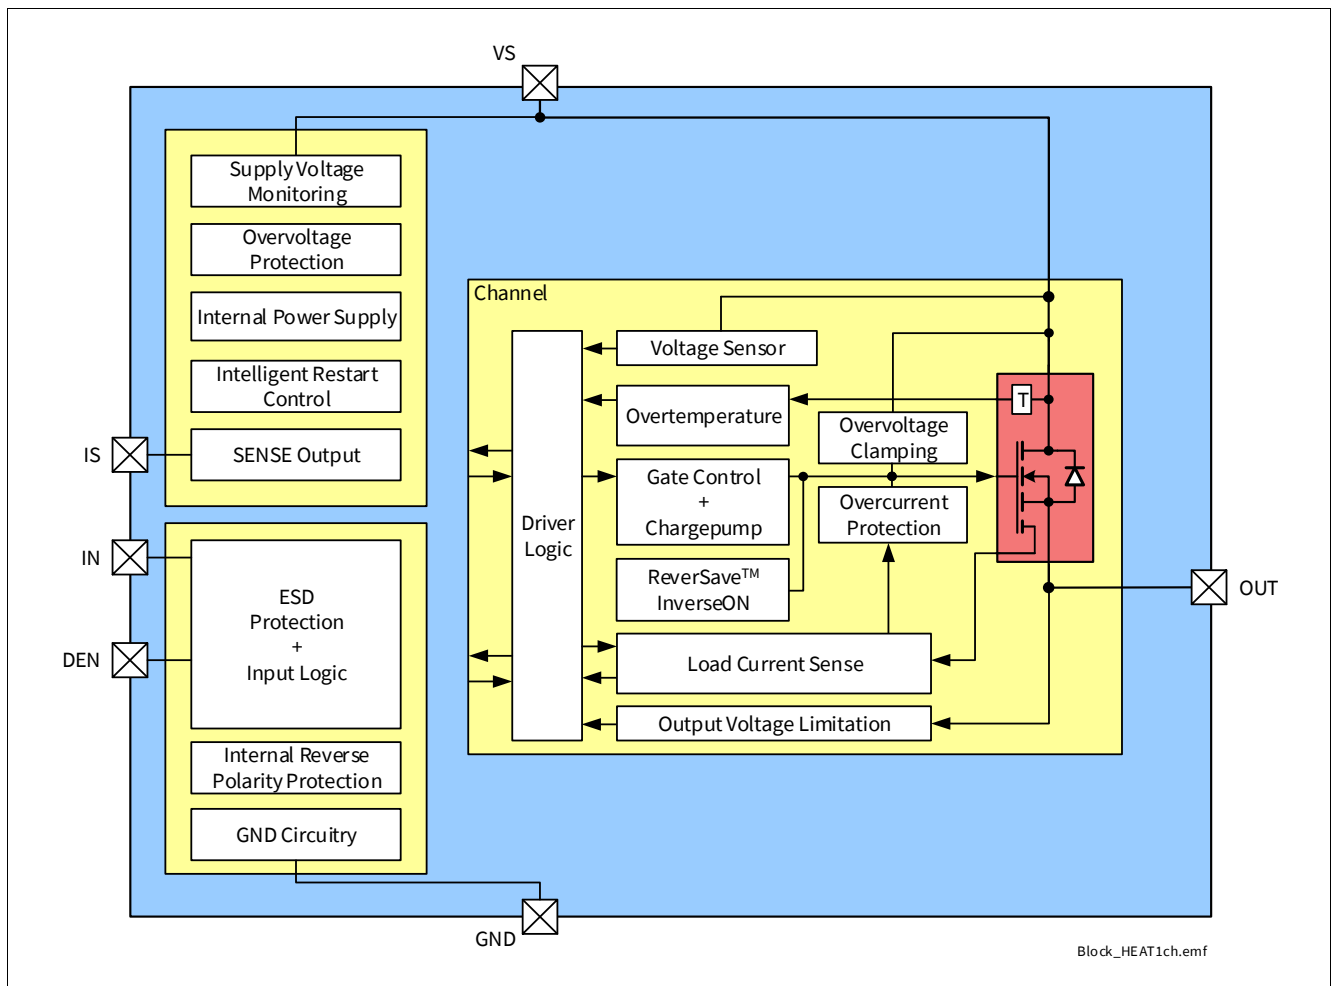 VS
Supply Voltage
Monitoring
Overvoltage
Protection
Internal Power Supply
Intelligent Restart
Control
SENSE Output
IS
IN
DEN
ESD
Protection
+
Input Logic
Internal Reverse
Polarity Protection
GND Circuitry
GND
Channel
Driver
Logic
Voltage Sensor
Overtemperature
T
Overvoltage
Clamping
Gate Control
+
Chargepump
Overcurrent
Protection
ReverSave™
InverseON
Load Current Sense
Output Voltage Limitation
OUT
Block_HEAT1ch.emf